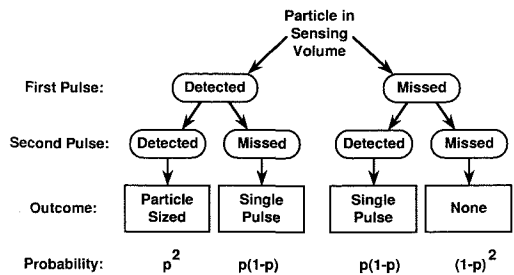 Particle in
Sensing
Volume
First Pulse: Detected Missed
Second Pulse: Detected Missed Detected Missed
Outcome: Particle Sized Single Pulse Single Pulse None
Probability: p² p(1-p) p(1-p) (1-p)²